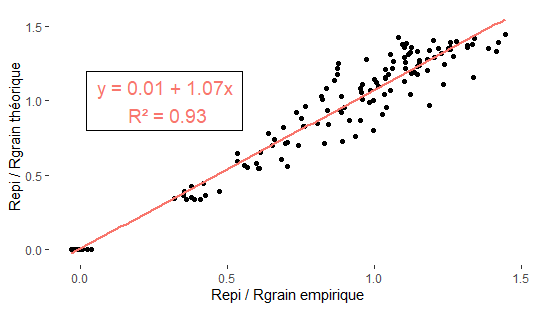 1.5
1.0
0.5
0.0
Repi / Rgrain théorique
y = 0.01 + 1.07x
R² = 0.93
0.0 0.5 1.0 1.5
Repi / Rgrain empirique